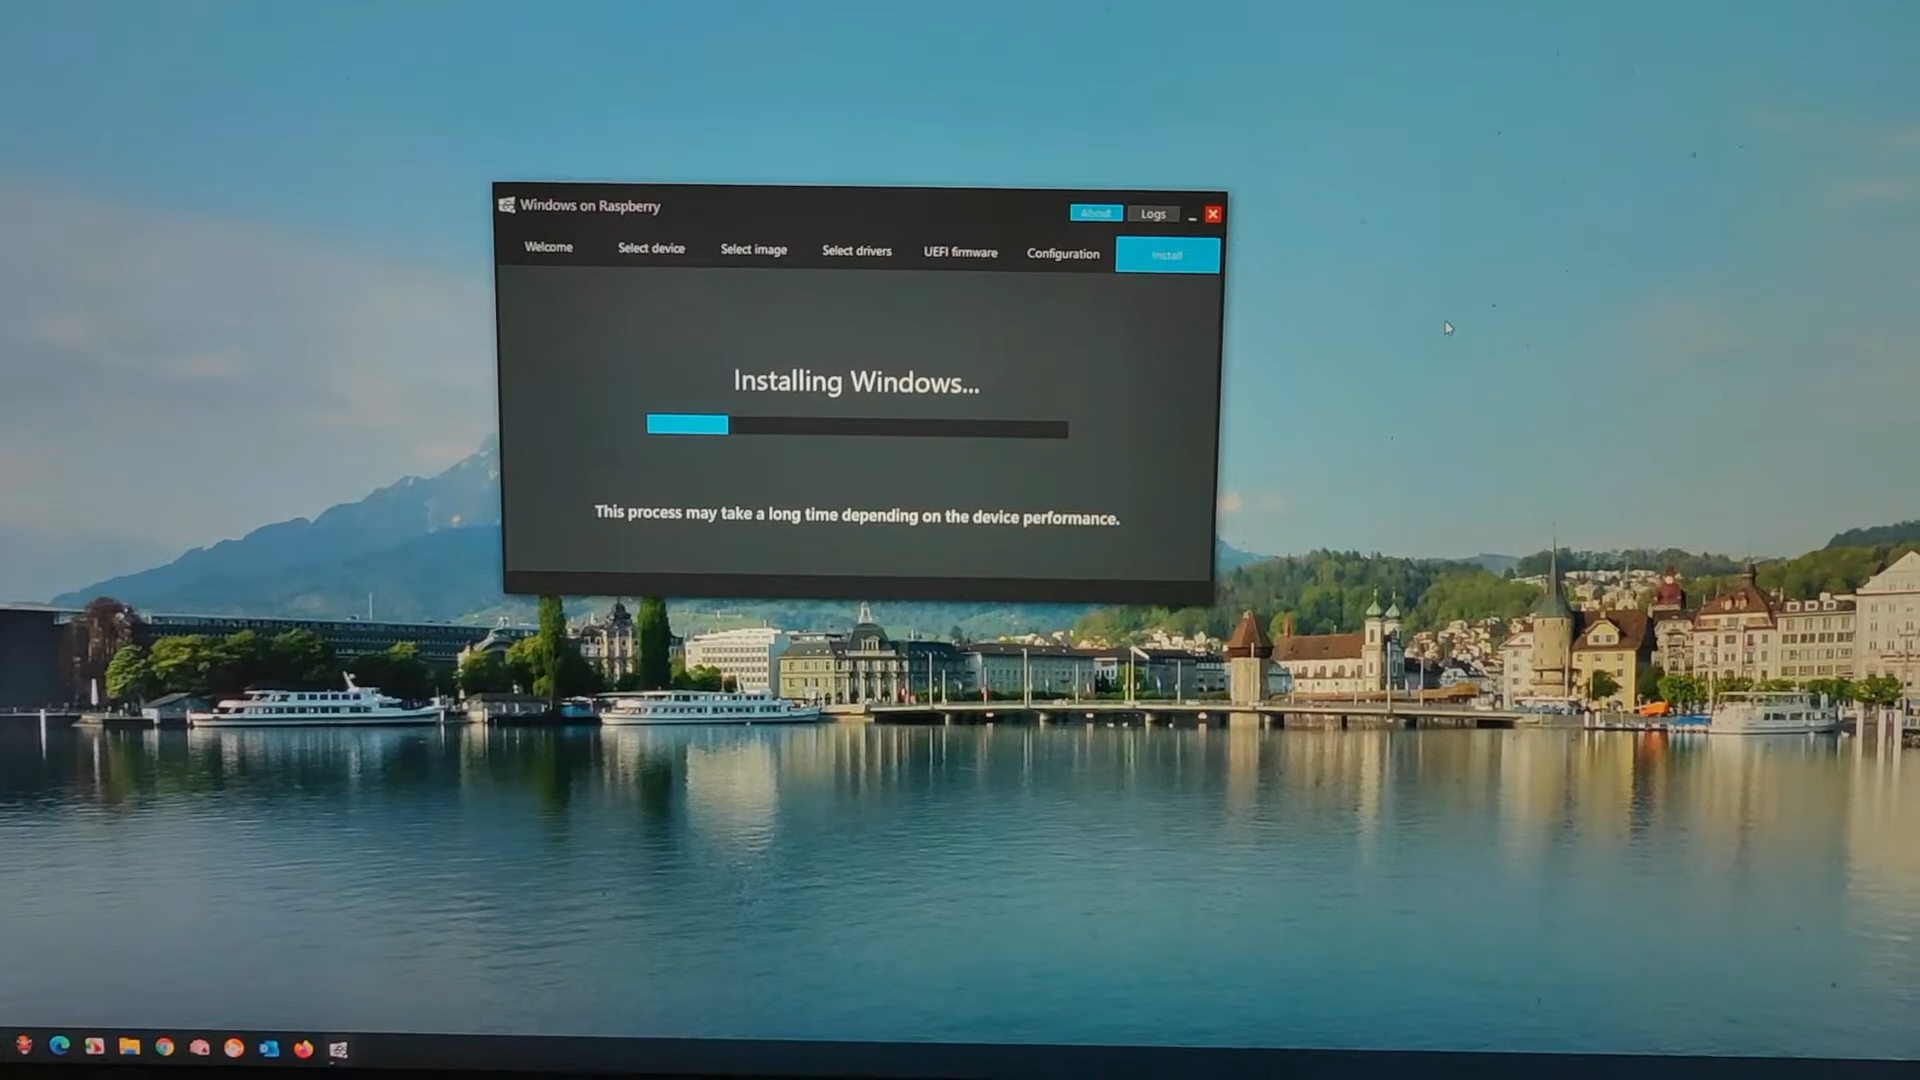 Windows on Raspberry
About
Logs
Welcome
Select device
Select image
Select drivers
UEFI firmware
Configuration
Install
Installing Windows...
This process may take a long time depending on the device performance.